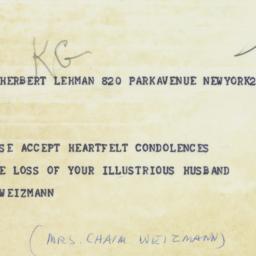 KG
HERBERT LEHMAN 820 PARKAVENUE NEWYORK2
SE ACCEPT HEARTFELT CONDOLENCES
E LOSS OF YOUR ILLUSTRIOUS HUSBAND
WEIZMANN
(MRS. CHAIM WEIZMANN)